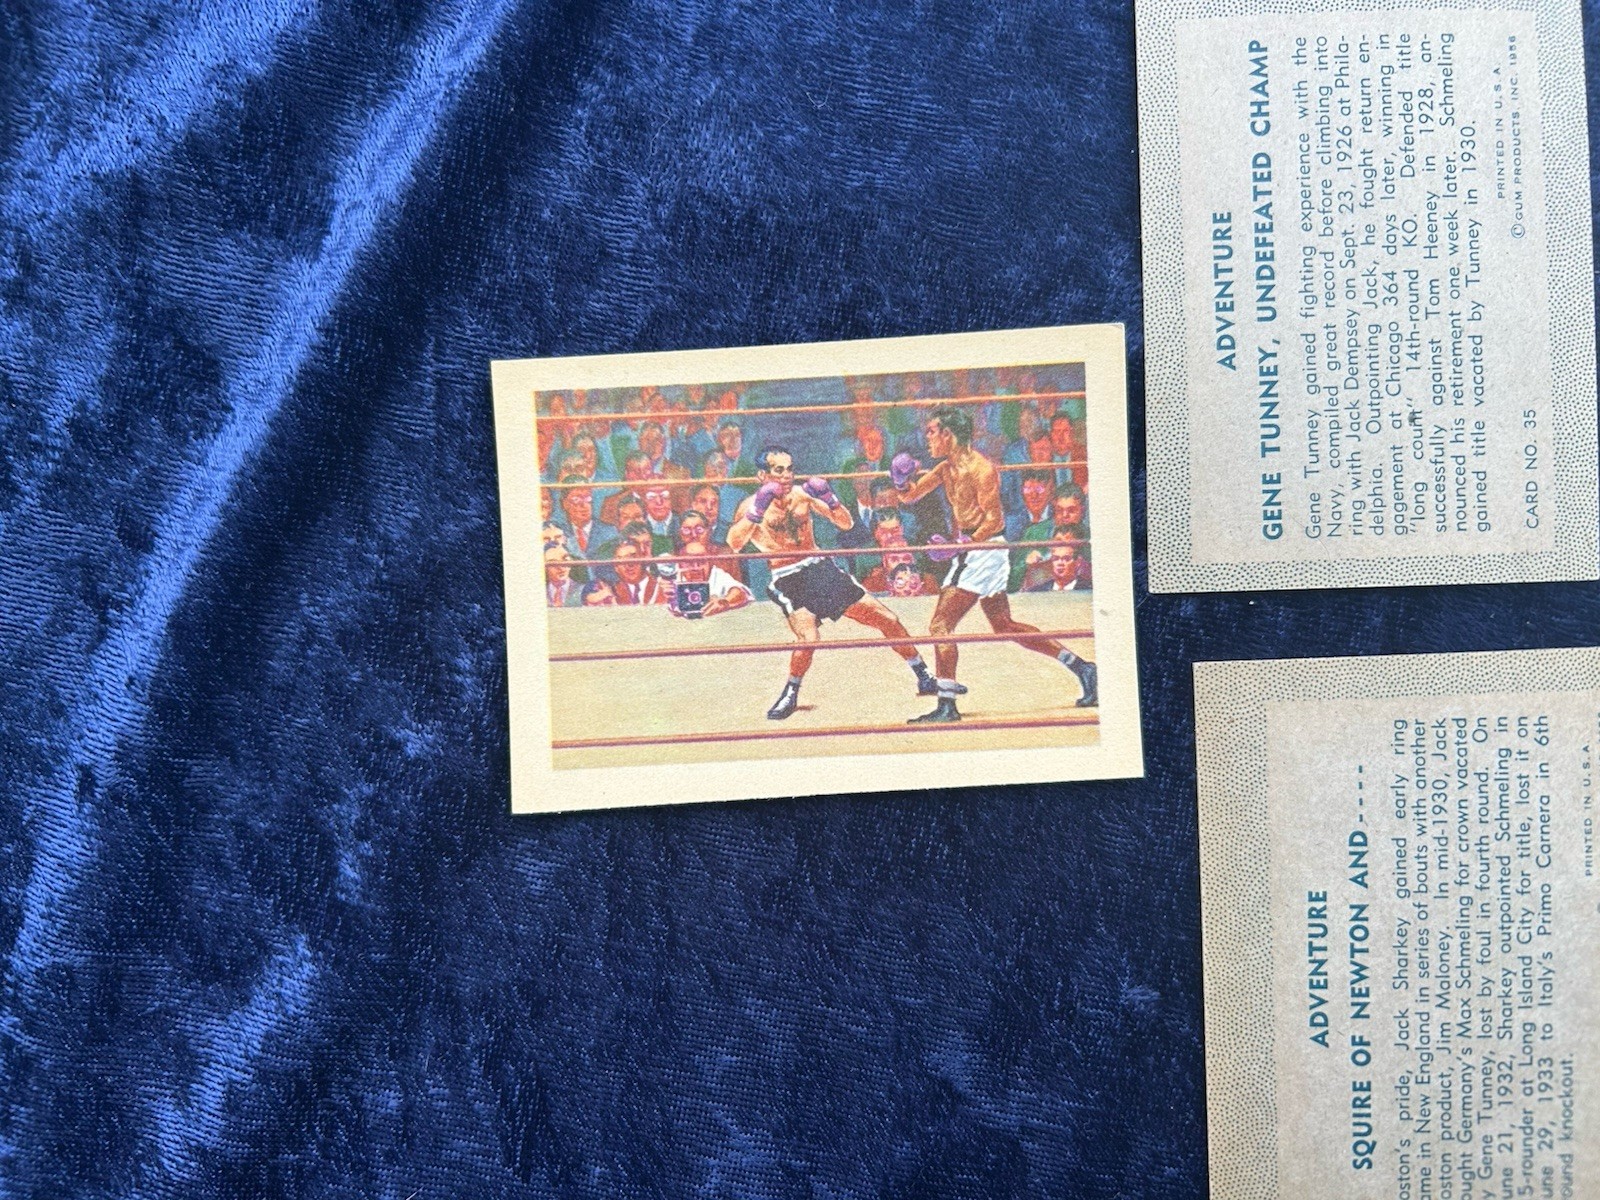 ADVENTURE
GENE TUNNEY, UNDEFEATED CHAMP
Gene Tunney gained fighting experience with the
Navy, compiled great record before climbing into
ring with Jack Dempsey on Sept. 23, 1926 at Phila-
delphia. Outpointing Jack, he fought return en-
gagement at Chicago 364 days later, winning in
"long count" 14th-round KO. Defended title
successfully against Tom Heeney in 1928, an-
nounced his retirement one week later. Schmeling
gained title vacated by Tunney in 1930.
PRINTED IN U.S.A.
© GUM PRODUCTS INC. 1956
CARD NO. 35
ADVENTURE
SQUIRE OF NEWTON AND----
pride, Jack Sharkey gained early ring
in New England in series of bouts with another
product, Jim Maloney. In mid-1930, Jack
Germany's Max Schmeling for crown vacated
Gene Tunney, lost by foul in fourth round. On
21, 1932, Sharkey outpointed Schmeling in
5-rounder at Long Island City for title, lost it on
29, 1933 to Italy's Primo Carnera in 6th
knockout.
PRINTED IN U.S.A.